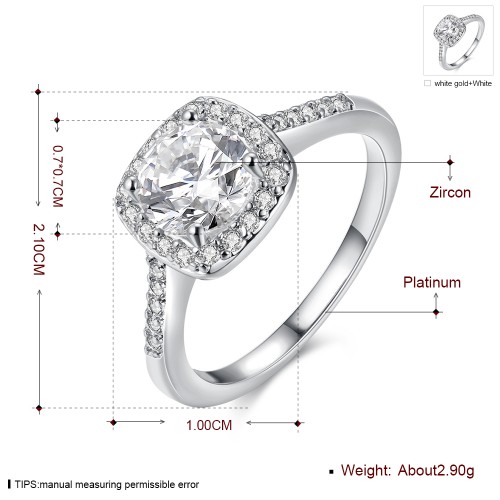 white gold+White
0.7*0.7CM
2.10CM
Zircon
Platinum
1.00CM
Weight: About2.90g
TIPS:manual measuring permissible error